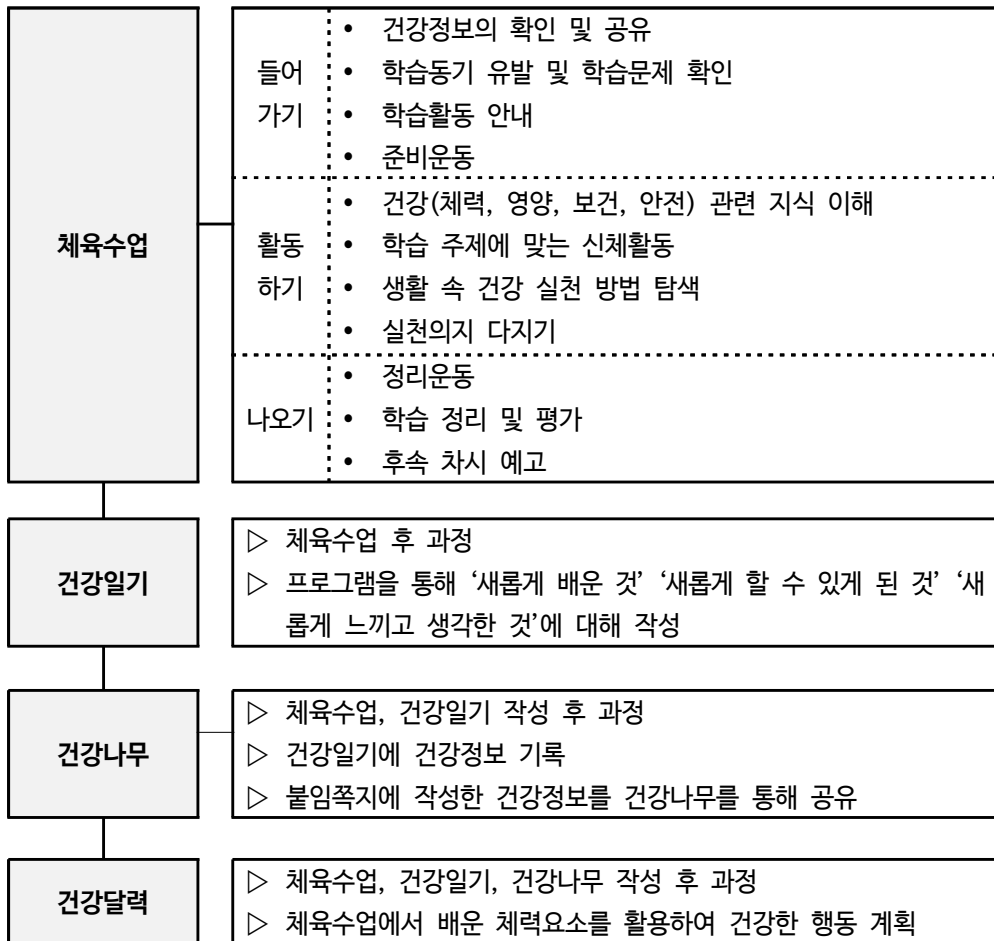 체육수업
들어
가기
• 건강정보의 확인 및 공유
• 학습동기 유발 및 학습문제 확인
• 학습활동 안내
• 준비운동
활동
하기
• 건강(체력, 영양, 보건, 안전) 관련 지식 이해
• 학습 주제에 맞는 신체활동
• 생활 속 건강 실천 방법 탐색
• 실천의지 다지기
나오기
• 정리운동
• 학습 정리 및 평가
• 후속 차시 예고
건강일기
▷ 체육수업 후 과정
▷ 프로그램을 통해 ‘새롭게 배운 것’ ‘새롭게 할 수 있게 된 것’ ‘새
롭게 느끼고 생각한 것’에 대해 작성
건강나무
▷ 체육수업, 건강일기 작성 후 과정
▷ 건강일기에 건강정보 기록
▷ 붙임쪽지에 작성한 건강정보를 건강나무를 통해 공유
건강달력
▷ 체육수업, 건강일기, 건강나무 작성 후 과정
▷ 체육수업에서 배운 체력요소를 활용하여 건강한 행동 계획